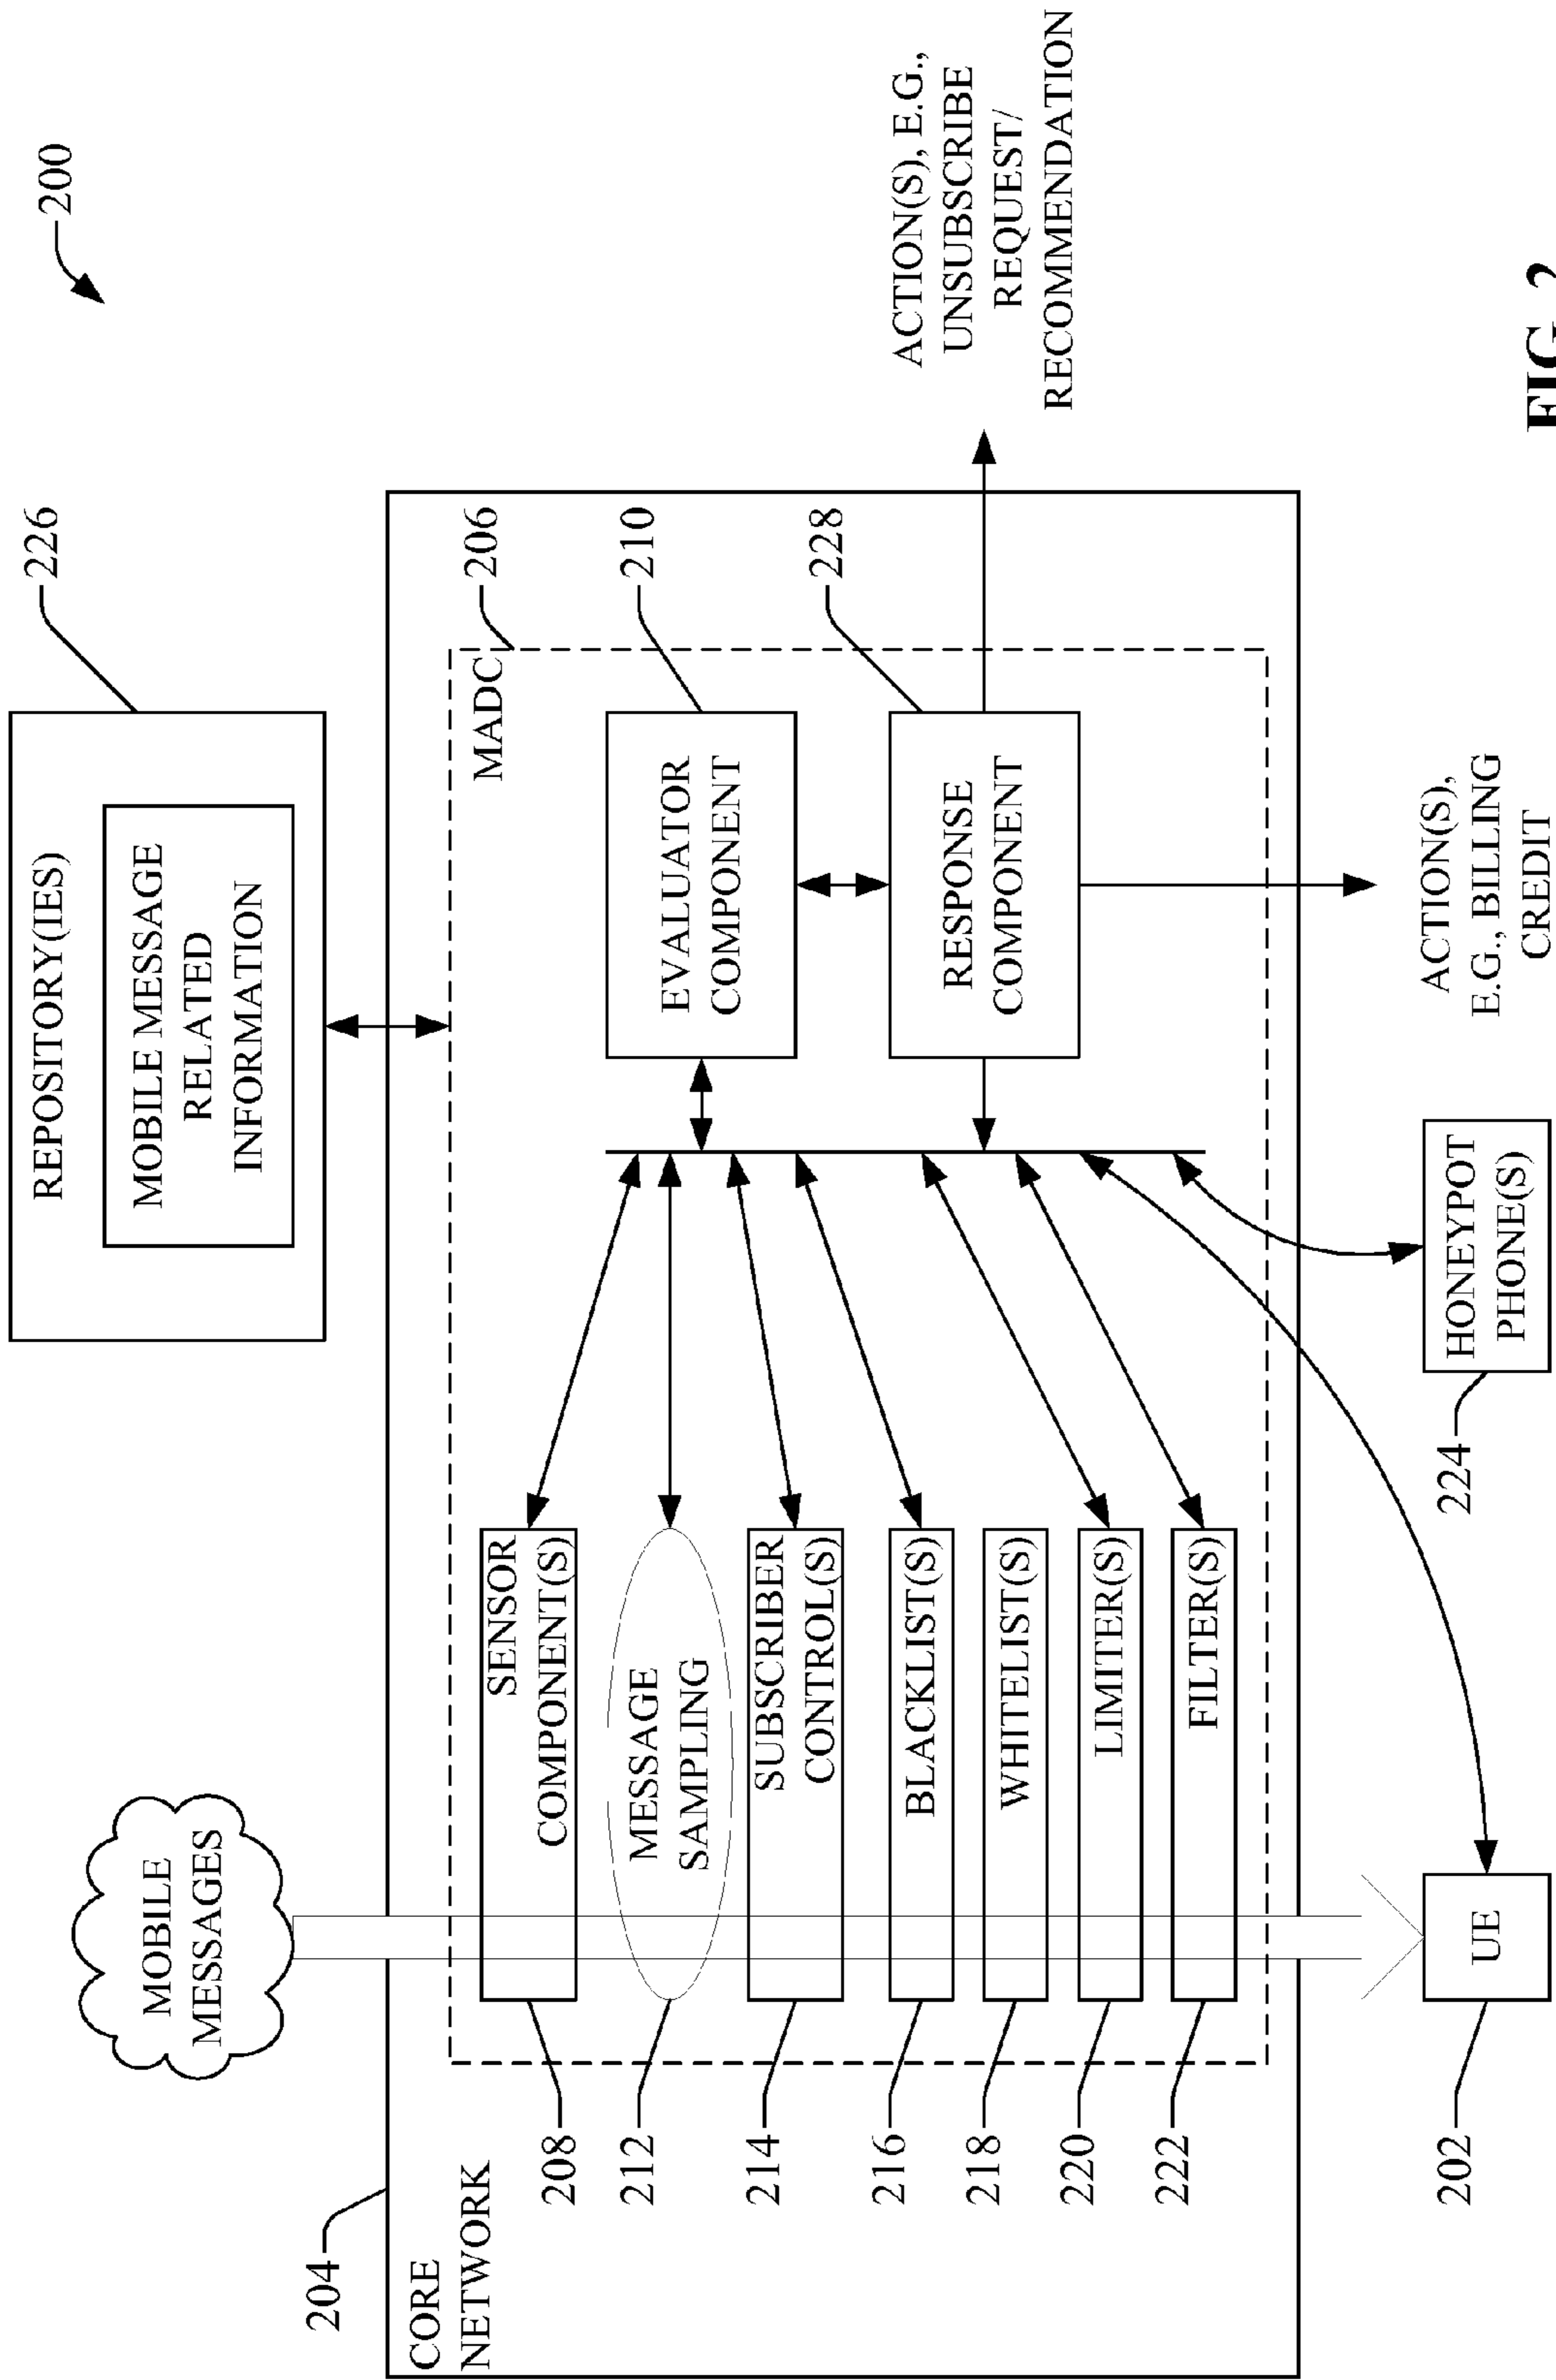 200
REPOSITORY(IES)
226
MOBILE MESSAGE
RELATED
INFORMATION
MOBILE
MESSAGES
204
CORE
NETWORK
MADC
206
208
SENSOR
COMPONENT(S)
212
MESSAGE
SAMPLING
214
SUBSCRIBER
CONTROL(S)
216
BLACKLIST(S)
218
WHITELIST(S)
220
LIMITER(S)
222
FILTER(S)
EVALUATOR
COMPONENT
210
RESPONSE
COMPONENT
228
ACTION(S), E.G.,
UNSUBSCRIBE
REQUEST/
RECOMMENDATION
202
UE
224
HONEYPOT
PHONE(S)
ACTION(S),
E.G., BILLING
CREDIT
FIG. 2